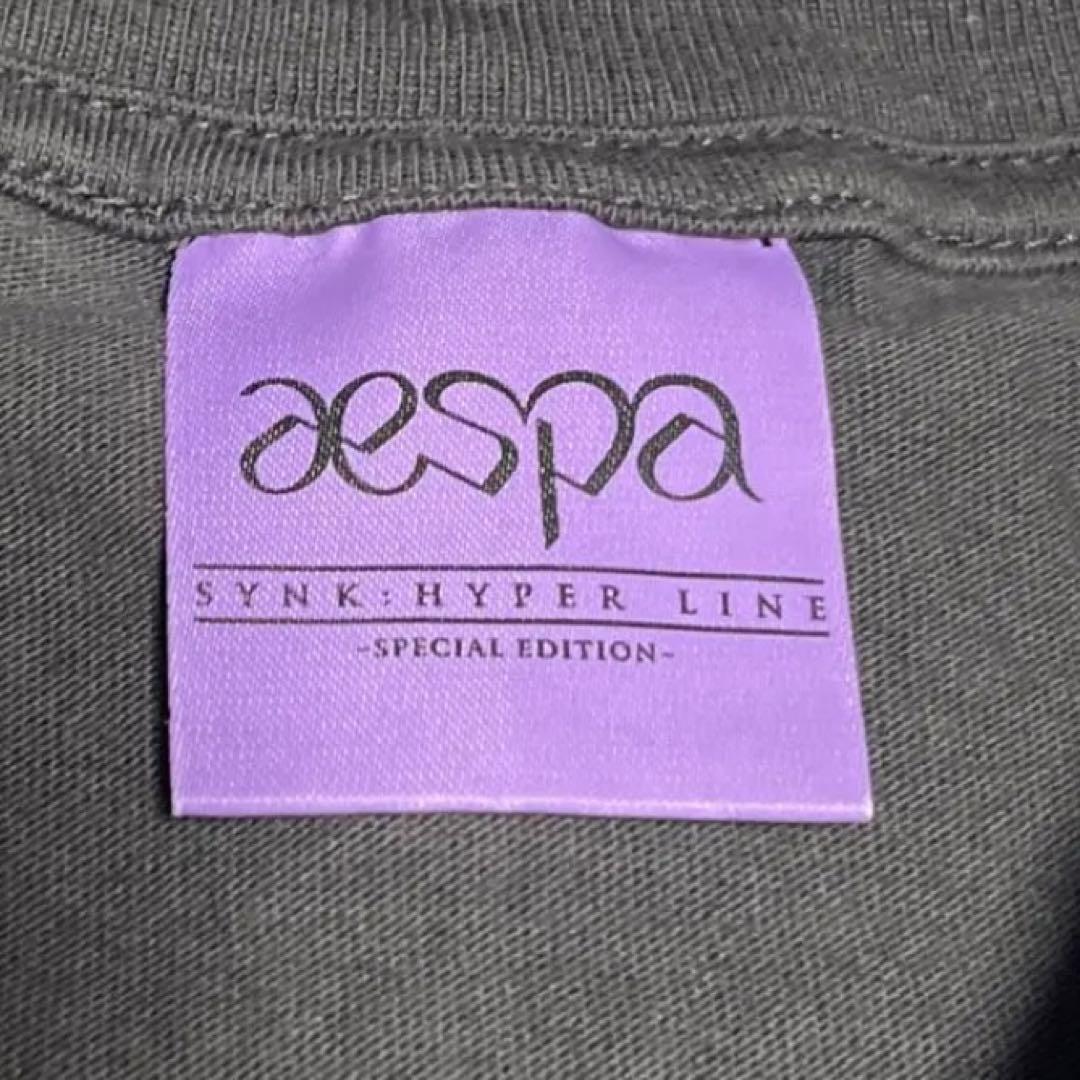 aespa
SYNK : HYPER LINE
-SPECIAL EDITION-